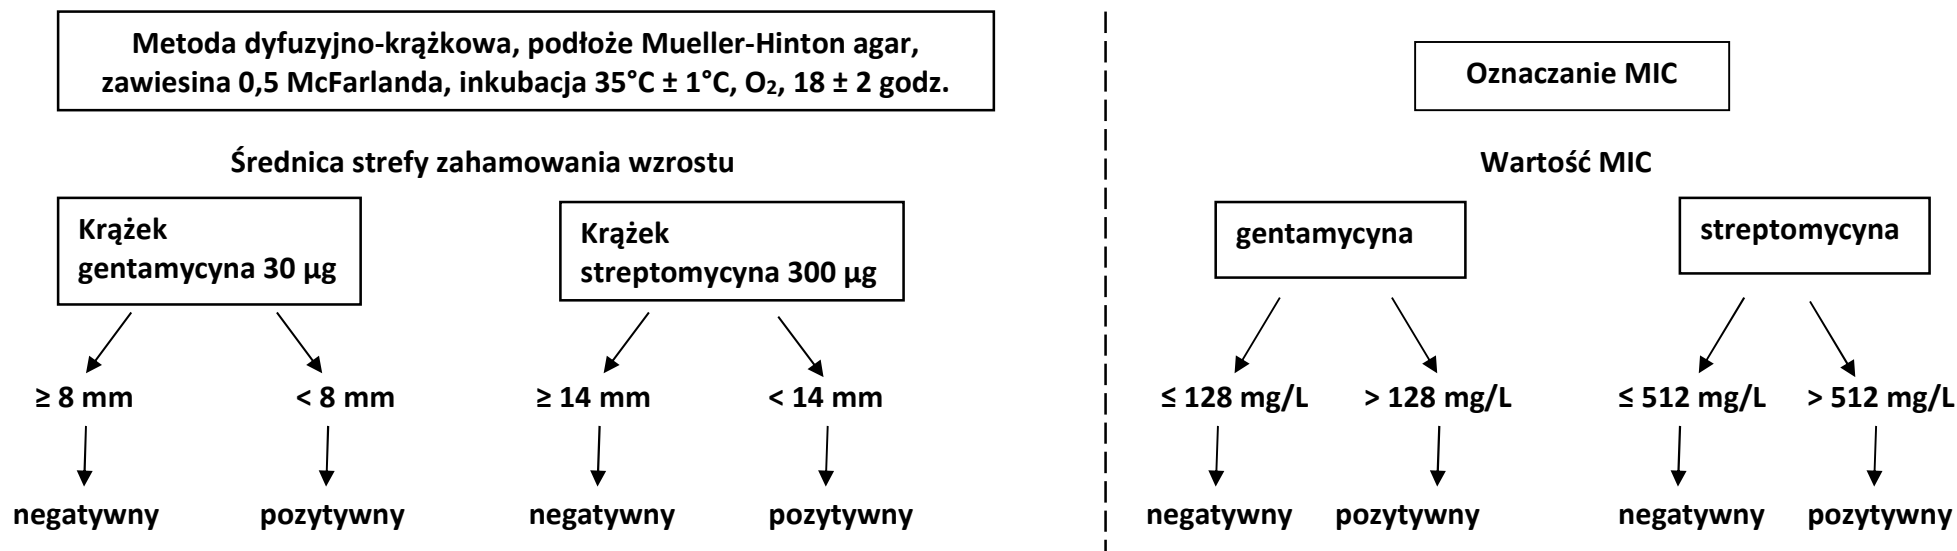 Metoda dyfuzyjno-krążkowa, podłoże Mueller-Hinton agar,
zawiesina 0,5 McFarlanda, inkubacja 35°C ± 1°C, O₂, 18 ± 2 godz.
Średnica strefy zahamowania wzrostu
Krążek
gentamycyna 30 µg
Krążek
streptomycyna 300 µg
≥ 8 mm
< 8 mm
≥ 14 mm
< 14 mm
negatywny
pozytywny
negatywny
pozytywny
Oznaczanie MIC
Wartość MIC
gentamycyna
streptomycyna
≤ 128 mg/L
> 128 mg/L
≤ 512 mg/L
> 512 mg/L
negatywny
pozytywny
negatywny
pozytywny